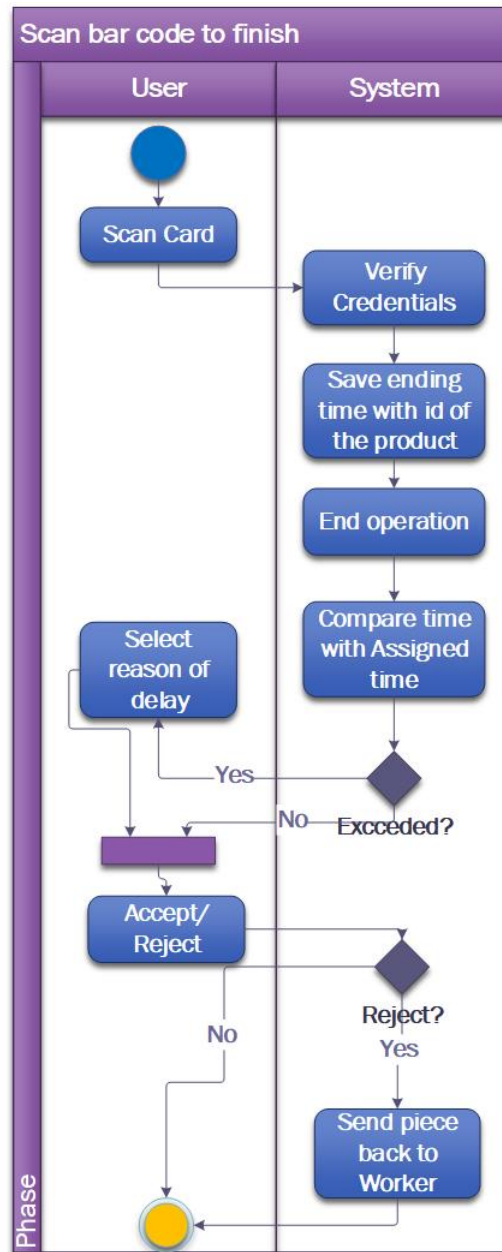 Scan bar code to finish
User
System
Scan Card
Verify
Credentials
Save ending
time with id of
the product
End operation
Compare time
with Assigned
time
Select
reason of
delay
Yes
No
Excceded?
Accept/
Reject
Reject?
No
Yes
Send piece
back to
Worker
Phase